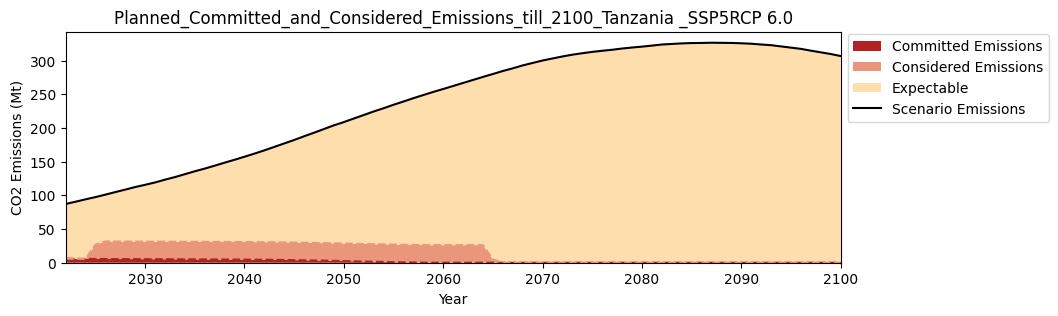 Planned_Committed_and_Considered_Emissions_till_2100_Tanzania _SSP5RCP 6.0
Committed Emissions
Considered Emissions
Expectable
Scenario Emissions
CO2 Emissions (Mt)
300
250
200
150
100
50
0
2030 2040 2050 2060 2070 2080 2090 2100
Year